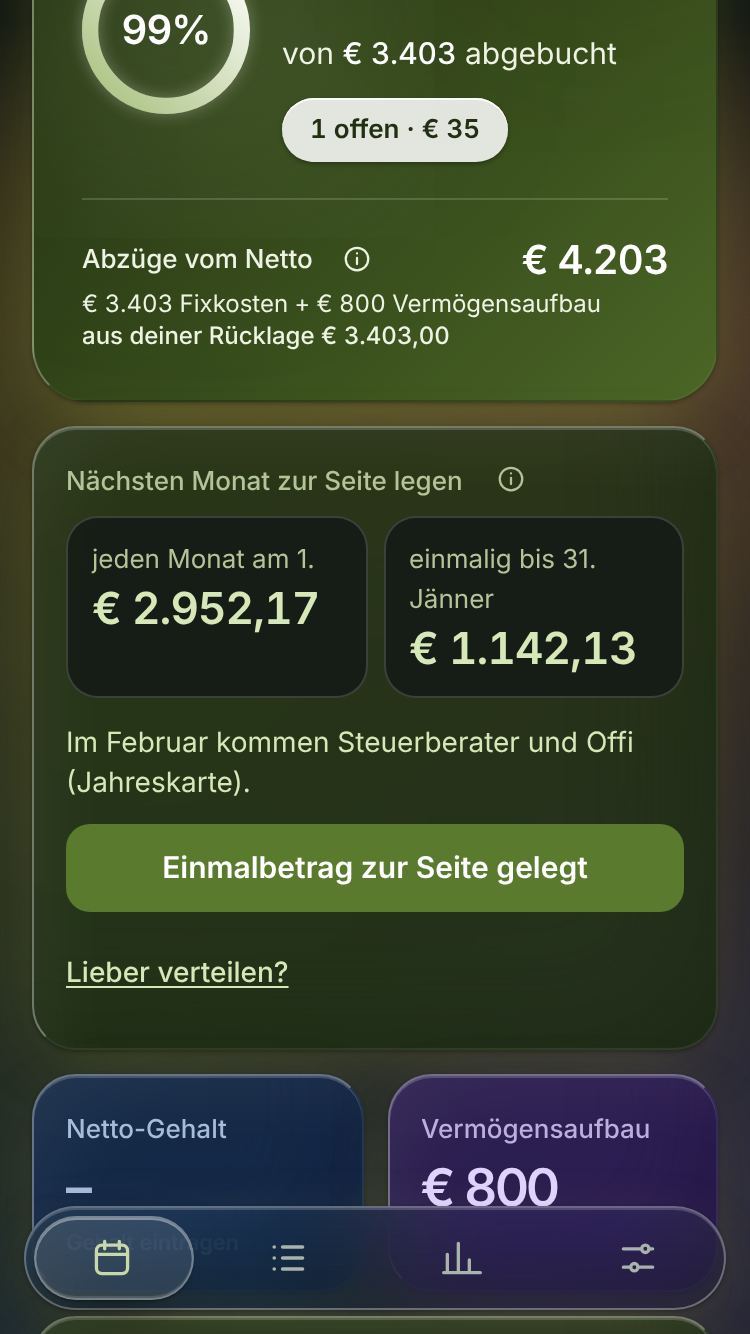 99%
von € 3.403 abgebucht
1 offen · € 35
Abzüge vom Netto
€ 4.203
€ 3.403 Fixkosten + € 800 Vermögensaufbau
aus deiner Rücklage € 3.403,00
Nächsten Monat zur Seite legen
jeden Monat am 1.
€ 2.952,17
einmalig bis 31.
Jänner
€ 1.142,13
Im Februar kommen Steuerberater und Offi
(Jahreskarte).
Einmalbetrag zur Seite gelegt
Lieber verteilen?
Netto-Gehalt
–
Vermögensaufbau
€ 800
Gehalt eintragen